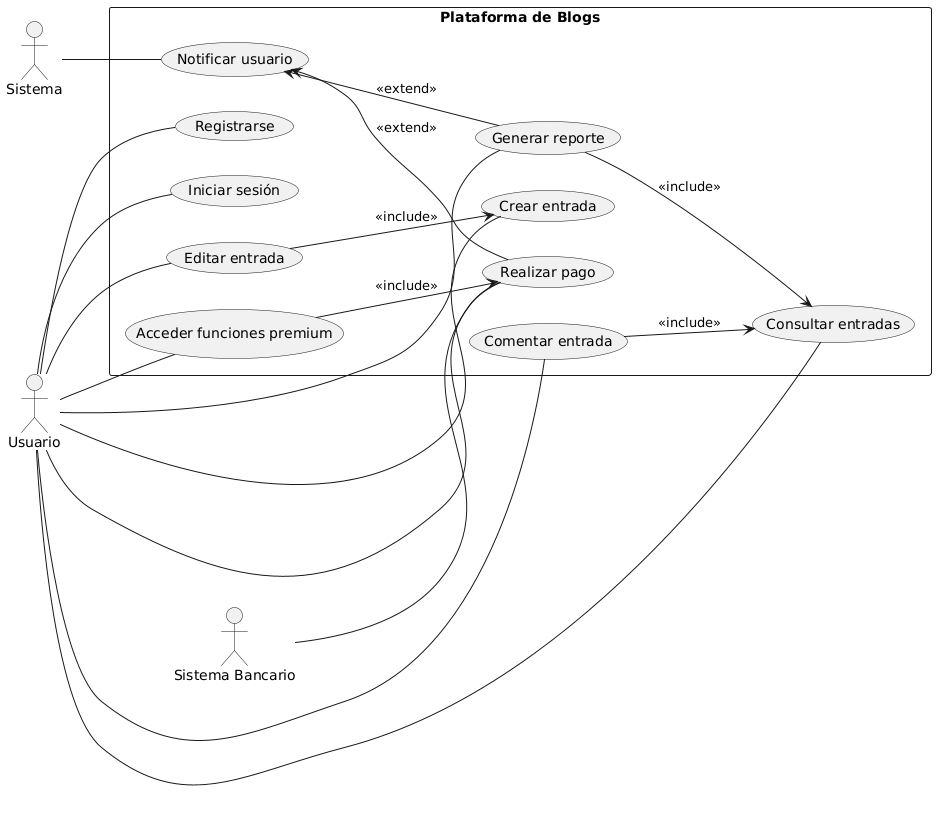 Plataforma de Blogs
Sistema
Notificar usuario
«extend»
«extend»
Registrarse
Generar reporte
Iniciar sesión
«include»
Crear entrada
«include»
Editar entrada
Realizar pago
«include»
Acceder funciones premium
Comentar entrada
«include»
Consultar entradas
Usuario
Sistema Bancario